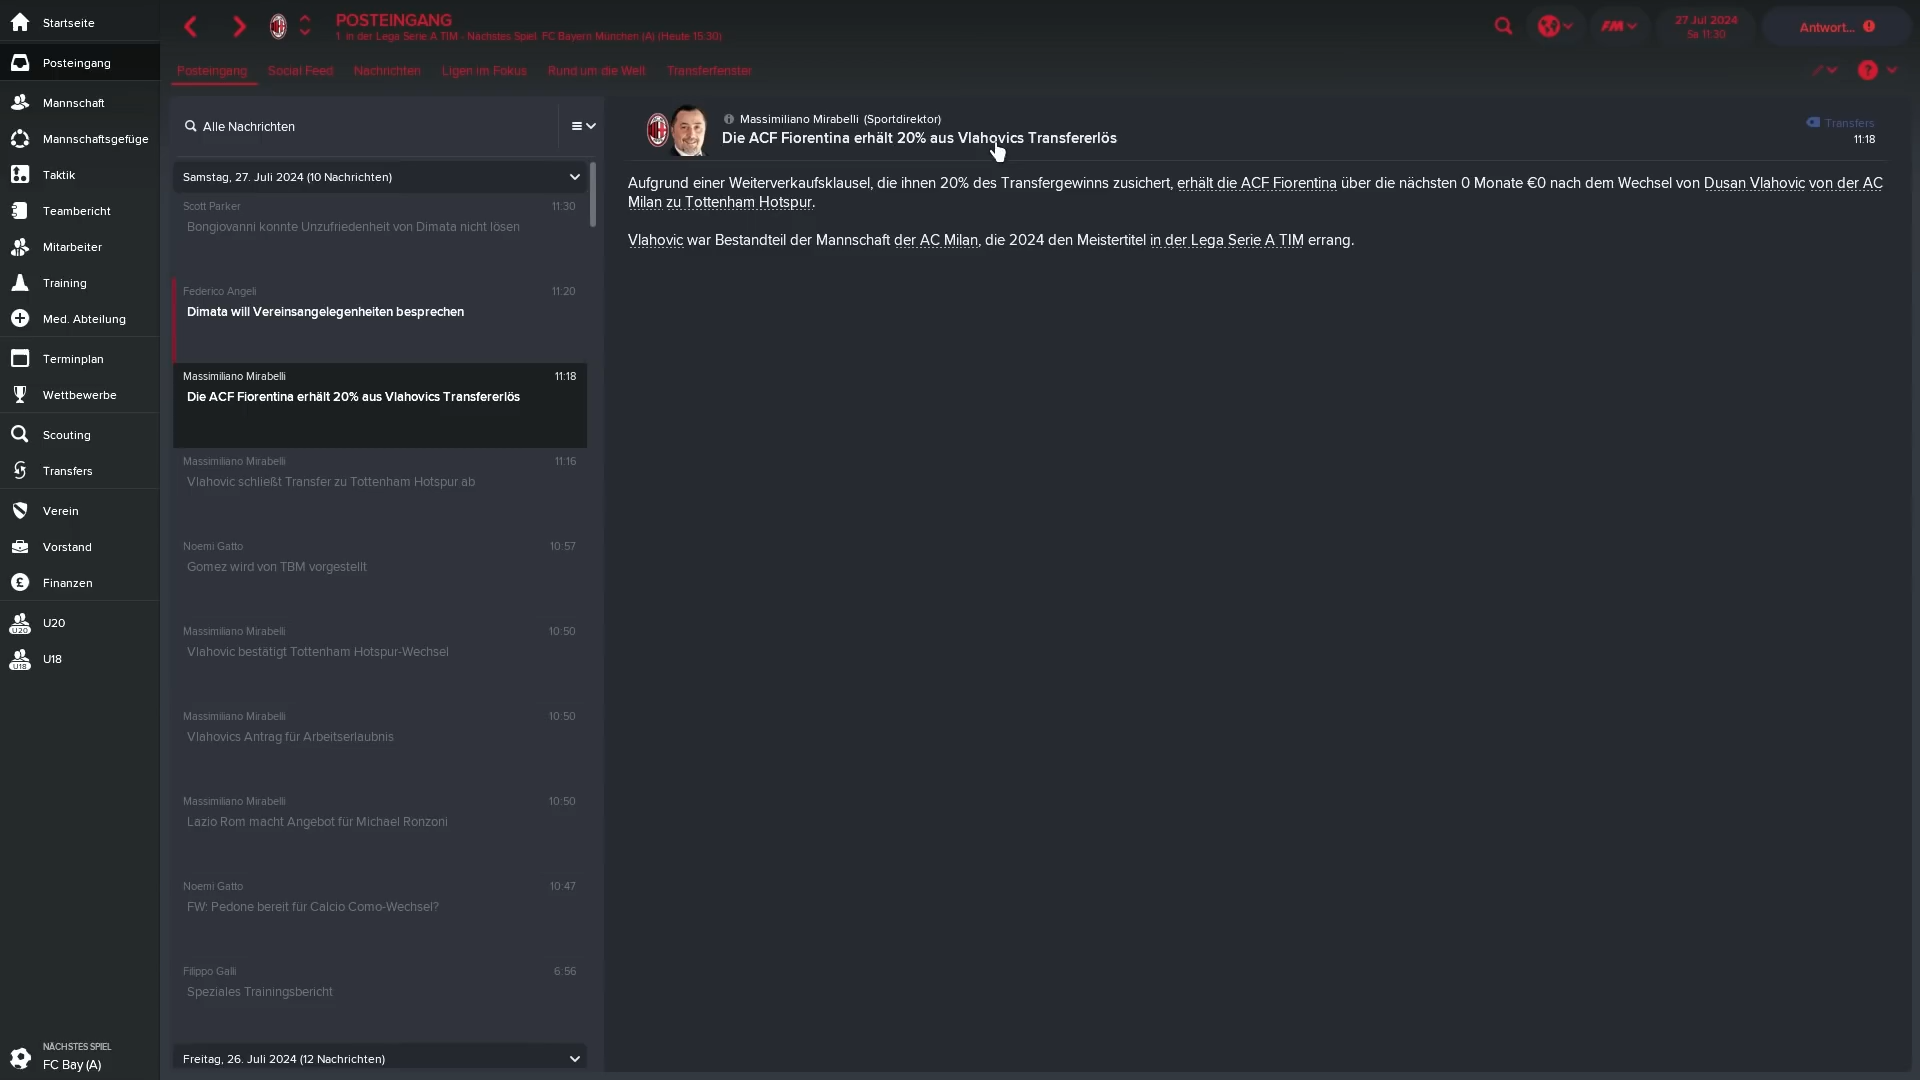 Startseite
Posteingang
Mannschaft
Mannschaftsgefüge
Taktik
Teambericht
Mitarbeiter
Training
Med. Abteilung
Terminplan
Wettbewerbe
Scouting
Transfers
Verein
Vorstand
Finanzen
U20
U20
U18
U18
NÄCHSTES SPIEL
FC Bay (A)
POSTEINGANG
1. in der Lega Serie A TIM - Nächstes Spiel: FC Bayern München (A) (Heute 15:30)
FM
27 Jul 2024
Sa 11:30
Antwort...
Posteingang Social Feed Nachrichten Ligen im Fokus Rund um die Welt Transferfenster
Alle Nachrichten
Samstag, 27. Juli 2024 (10 Nachrichten)
Scott Parker 11:30
Bongiovanni konnte Unzufriedenheit von Dimata nicht lösen
Federico Angeli 11:20
Dimata will Vereinsangelegenheiten besprechen
Massimiliano Mirabelli 11:18
Die ACF Fiorentina erhält 20% aus Vlahovics Transfererlös
Massimiliano Mirabelli 11:16
Vlahovic schließt Transfer zu Tottenham Hotspur ab
Noemi Gatto 10:57
Gomez wird von TBM vorgestellt
Massimiliano Mirabelli 10:50
Vlahovic bestätigt Tottenham Hotspur-Wechsel
Massimiliano Mirabelli 10:50
Vlahovics Antrag für Arbeitserlaubnis
Massimiliano Mirabelli 10:50
Lazio Rom macht Angebot für Michael Ronzoni
Noemi Gatto 10:47
FW: Pedone bereit für Calcio Como-Wechsel?
Filippo Galli 6:56
Speziales Trainingsbericht
Freitag, 26. Juli 2024 (12 Nachrichten)
Massimiliano Mirabelli (Sportdirektor)
Die ACF Fiorentina erhält 20% aus Vlahovics Transfererlös
Transfers
11:18
Aufgrund einer Weiterverkaufsklausel, die ihnen 20% des Transfergewinns zusichert, erhält die ACF Fiorentina über die nächsten 0 Monate €0 nach dem Wechsel von Dusan Vlahovic von der AC
Milan zu Tottenham Hotspur.
Vlahovic war Bestandteil der Mannschaft der AC Milan, die 2024 den Meistertitel in der Lega Serie A TIM errang.